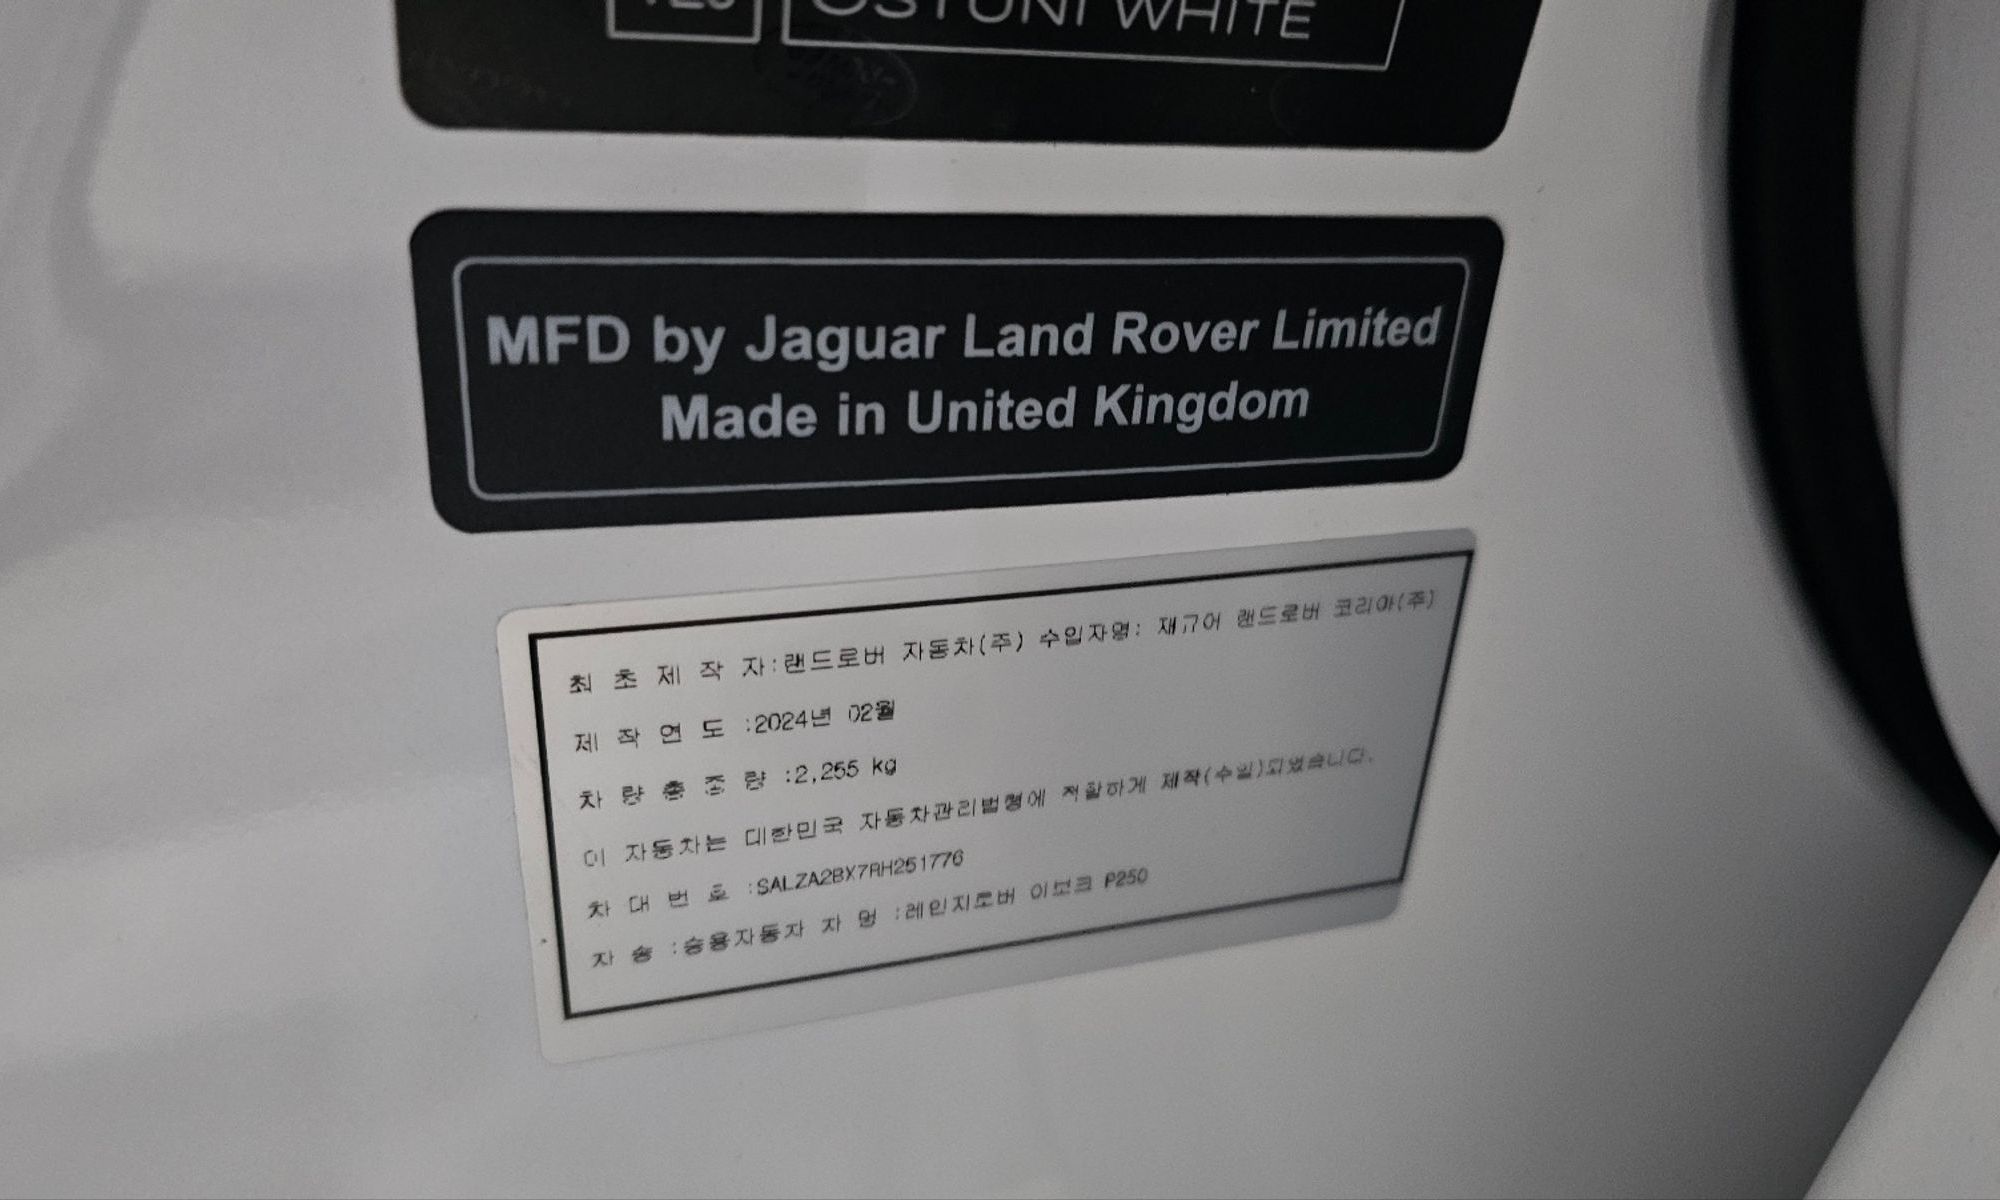 OSTUNI WHITE
MFD by Jaguar Land Rover Limited
Made in United Kingdom
최 초 제 작 자:랜드로버 자동차(주) 수입자명: 재규어 랜드로버 코리아(주)
제 작 연 도 :2024년 02월
차 량 총 중 량 :2,255 kg
이 자동차는 대한민국 자동차관리법령에 적합하게 제작(수입)되었습니다.
차 대 번 호 :SALZA2BX7RH251776
차 종 :승용자동차 차 명 :레인지로버 이보크 P250